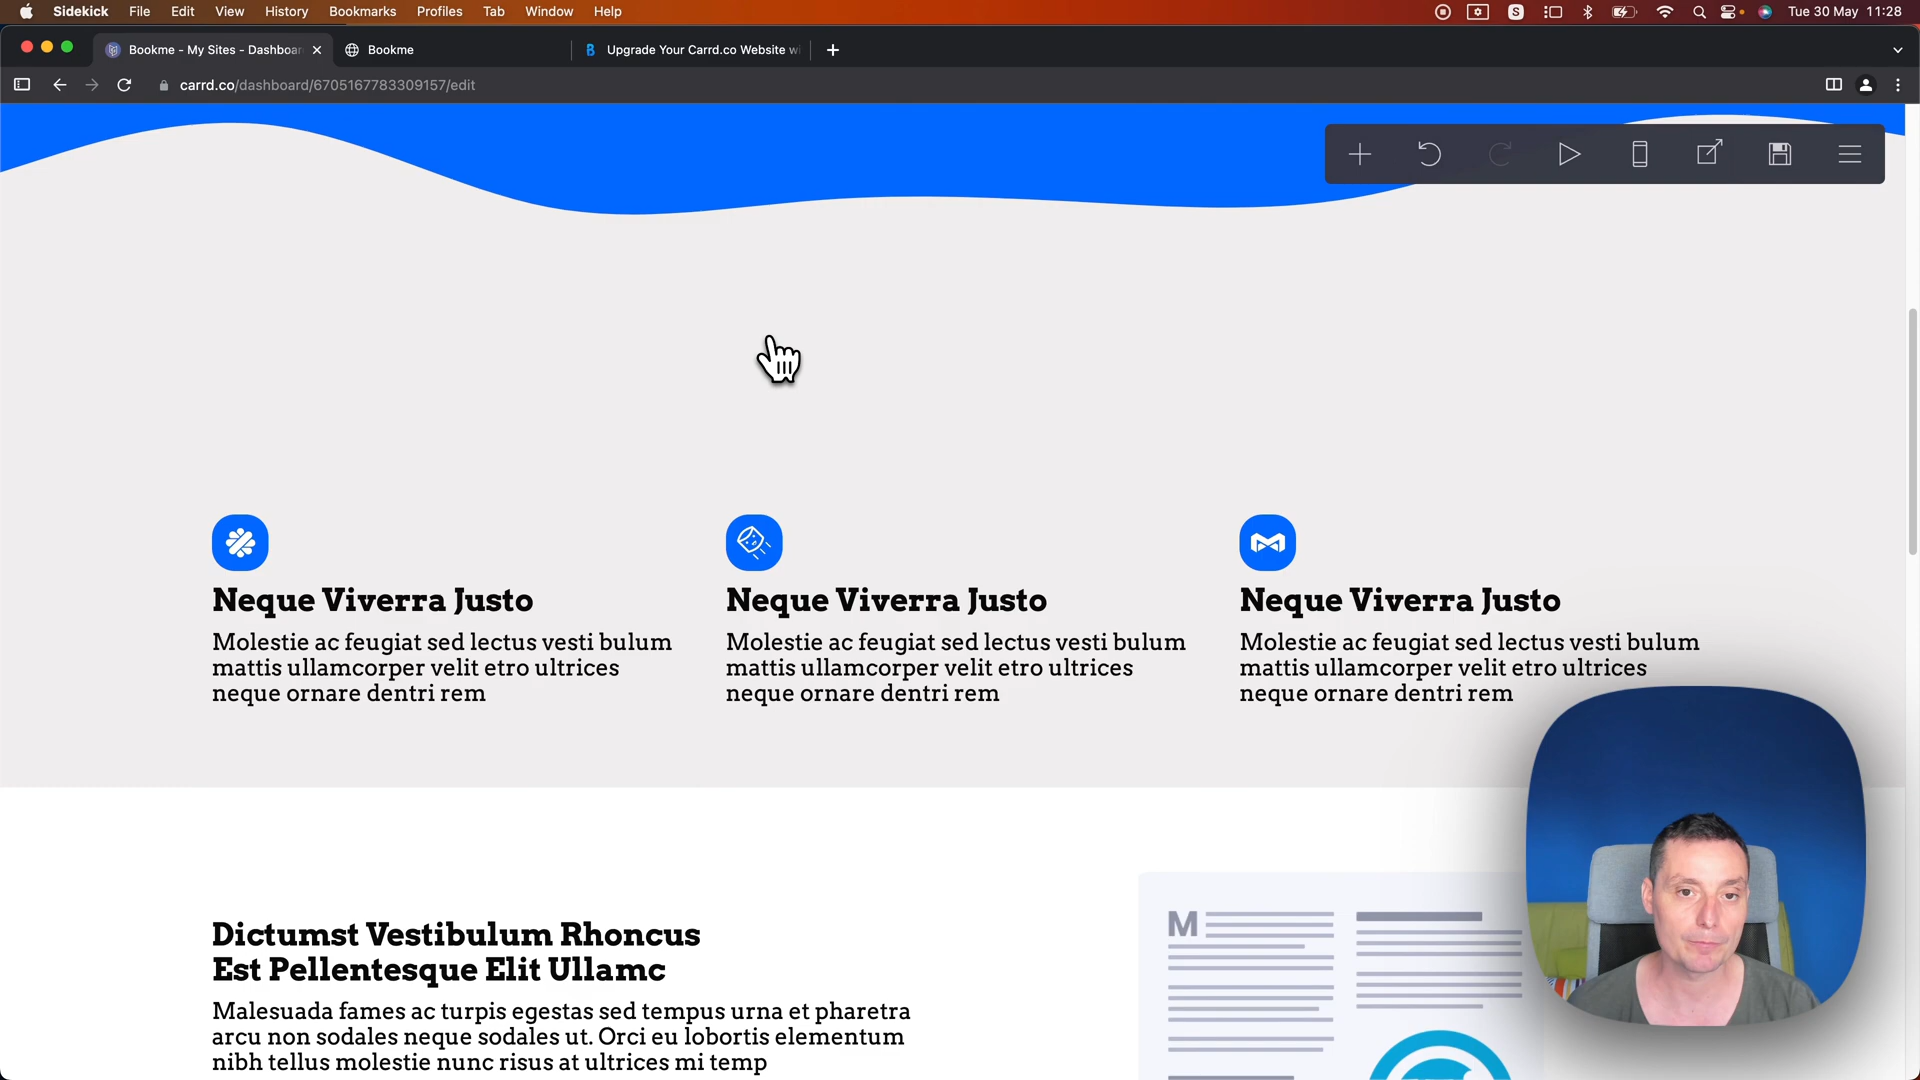 Sidekick File Edit View History Bookmarks Profiles Tab Window Help
S
Tue 30 May 11:28
Bookme - My Sites - Dashboar
Bookme
B Upgrade Your Carrd.co Website wi
carrd.co/dashboard/6705167783309157/edit
Neque Viverra Justo
Molestie ac feugiat sed lectus vesti bulum
mattis ullamcorper velit etro ultrices
neque ornare dentri rem
Neque Viverra Justo
Molestie ac feugiat sed lectus vesti bulum
mattis ullamcorper velit etro ultrices
neque ornare dentri rem
Neque Viverra Justo
Molestie ac feugiat sed lectus vesti bulum
mattis ullamcorper velit etro ultrices
neque ornare dentri rem
Dictumst Vestibulum Rhoncus
Est Pellentesque Elit Ullamc
Malesuada fames ac turpis egestas sed tempus urna et pharetra
arcu non sodales neque sodales ut. Orci eu lobortis elementum
nibh tellus molestie nunc risus at ultrices mi temp
M